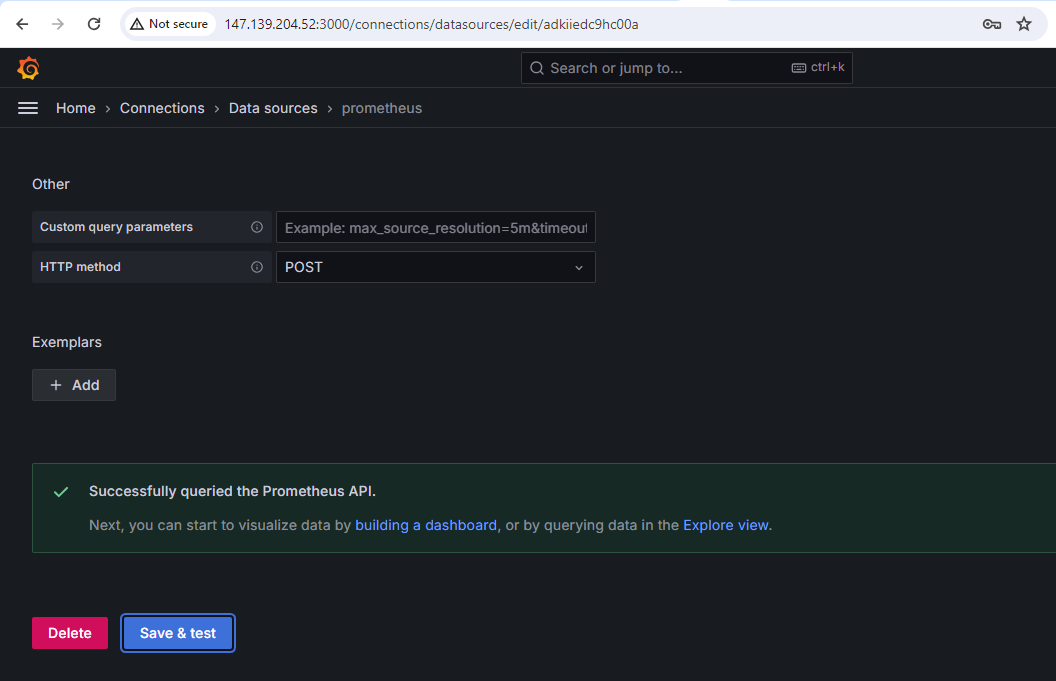 Not secure 147.139.204.52:3000/connections/datasources/edit/adkiiedc9hc00a
Search or jump to... ctrl+k
Home › Connections › Data sources › prometheus
Other
Custom query parameters Example: max_source_resolution=5m&timeout
HTTP method POST
Exemplars
+ Add
Successfully queried the Prometheus API.
Next, you can start to visualize data by building a dashboard, or by querying data in the Explore view.
Delete Save & test